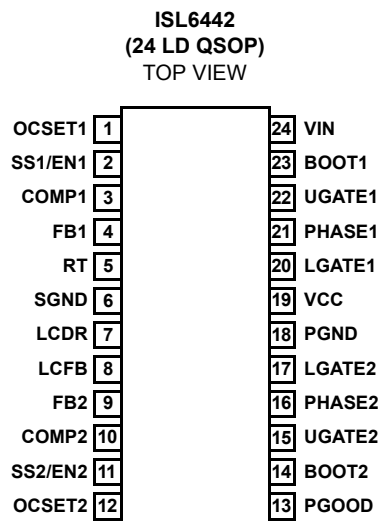 ISL6442
(24 LD QSOP)
TOP VIEW
OCSET1 1 24 VIN
SS1/EN1 2 23 BOOT1
COMP1 3 22 UGATE1
FB1 4 21 PHASE1
RT 5 20 LGATE1
SGND 6 19 VCC
LCDR 7 18 PGND
LCFB 8 17 LGATE2
FB2 9 16 PHASE2
COMP2 10 15 UGATE2
SS2/EN2 11 14 BOOT2
OCSET2 12 13 PGOOD